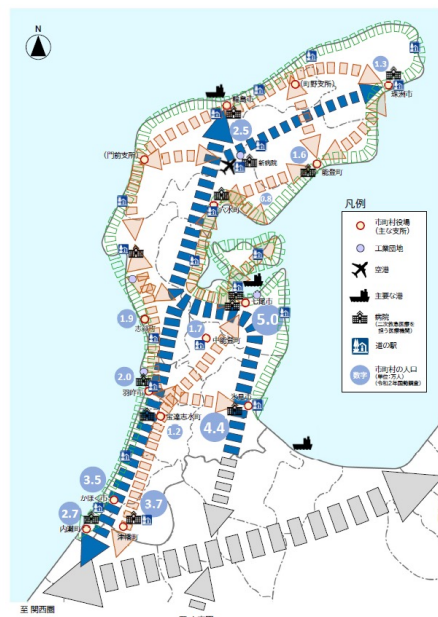 N
輪島市
(町野支所)
1.3
珠洲市
2.5
新病院
(門前支所)
1.6
能登町
穴水町
0.8
凡例
市町村役場
(主な支所)
工業団地
空港
主要な港
病院
(二次救急医療を
担う医療機関)
道の駅
数字
市町村の人口
(単位:万人)
(令和2年国勢調査)
七尾市
5.0
1.9
志賀町
1.7
中能登町
2.0
羽咋市
氷見市
宝達志水町
1.2
4.4
3.5
かほく市
2.7
3.7
内灘町
津幡町
至 関西圏